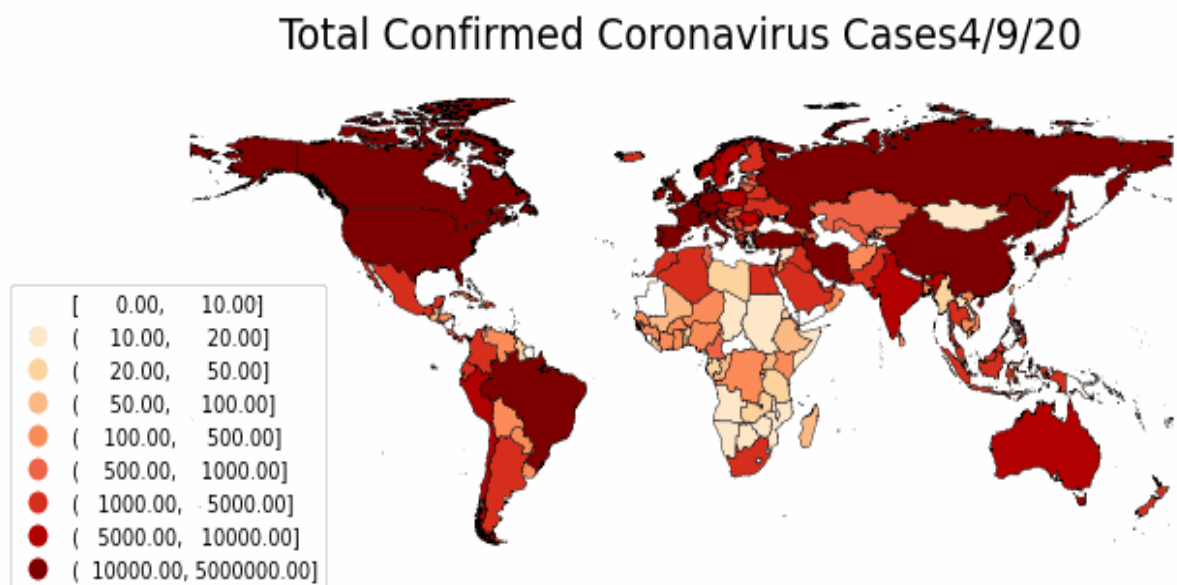 Total Confirmed Coronavirus Cases4/9/20
[ 0.00, 10.00]
( 10.00, 20.00]
( 20.00, 50.00]
( 50.00, 100.00]
( 100.00, 500.00]
( 500.00, 1000.00]
( 1000.00, 5000.00]
( 5000.00, 10000.00]
( 10000.00, 5000000.00]